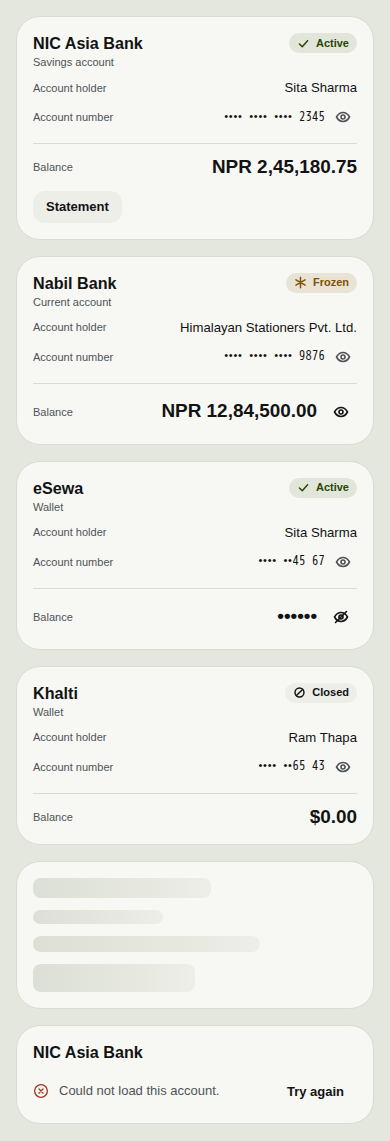 NIC Asia Bank
Active
Savings account
Account holder
Sita Sharma
Account number
•••• •••• •••• 2345
Balance
NPR 2,45,180.75
Statement
Nabil Bank
Frozen
Current account
Account holder
Himalayan Stationers Pvt. Ltd.
Account number
•••• •••• •••• 9876
Balance
NPR 12,84,500.00
eSewa
Active
Wallet
Account holder
Sita Sharma
Account number
•••• ••45 67
Balance
••••••
Khalti
Closed
Wallet
Account holder
Ram Thapa
Account number
•••• ••65 43
Balance
$0.00
NIC Asia Bank
Could not load this account.
Try again